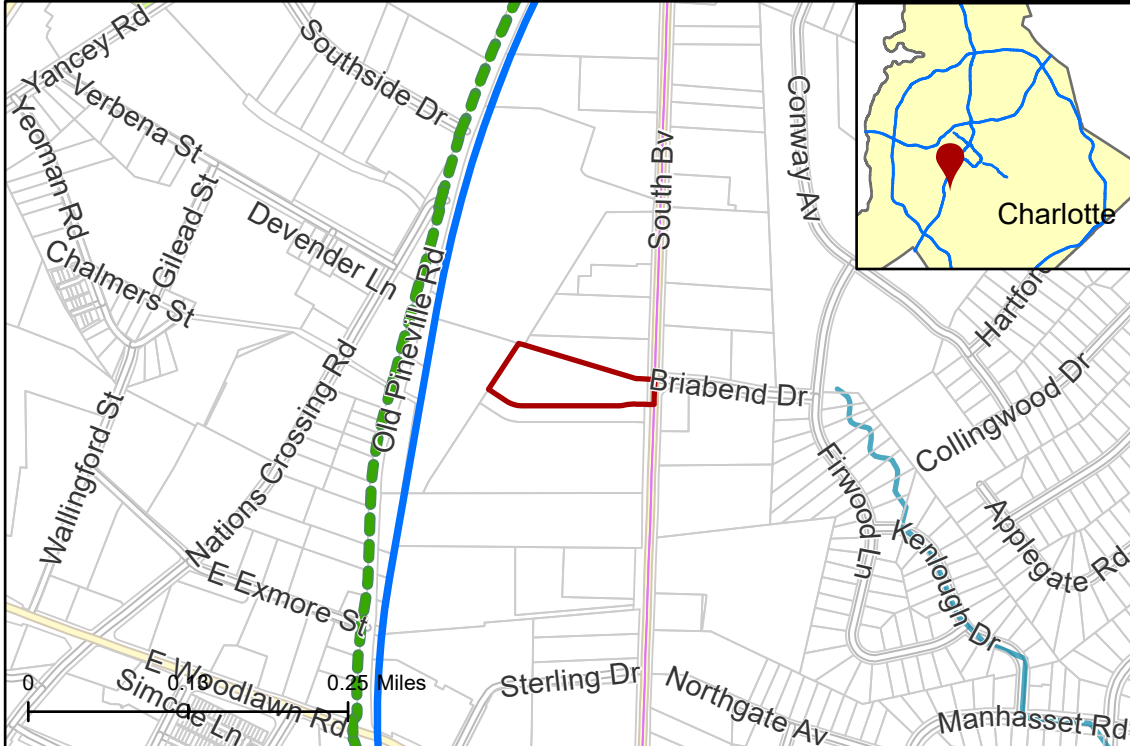 Yancey Rd
Southside Dr
Verbena St
Yeoman Rd
Conway Av
South Bv
Charlotte
Gilead St
Devender Ln
Chalmers St
Old Pineville Rd
Hartfor
Briabend Dr
Collingwood Dr
Nations Crossing Rd
Wallingford St
Firwood Ln
Applegate Rd
Kenlough Dr
E Exmore St
E Woodlawn Rd
Simcoe Ln
Sterling Dr
Northgate Av
Manhasset Rd
0 0.13 0.25 Miles